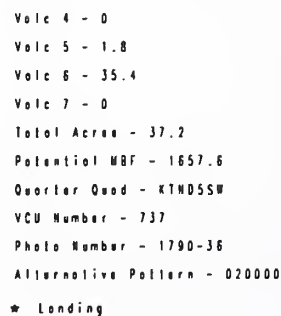 Volc 4 - 0
Volc 5 - 1.8
Volc 6 - 35.4
Volc 7 - 0
Total Acres - 37.2
Potential MBF - 1657.6
Quarter Quad - KTND5SW
VCU Number - 737
Photo Number - 1790-36
Alternative Pattern - 020000
* Landing